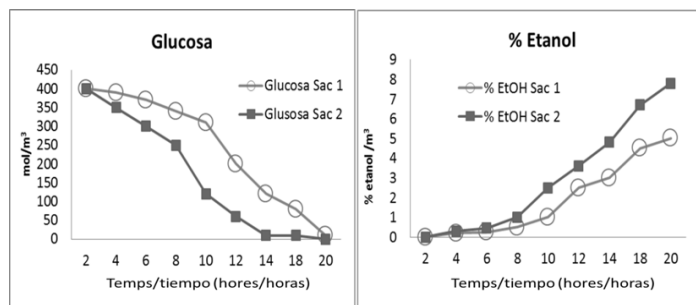 Glucosa
450
400
350
300
250
200
150
100
50
0
mol/m³
Glucosa Sac 1
Glusosa Sac 2
2 4 6 8 10 12 14 18 20
Temps/tiempo (hores/horas)
% Etanol
9
8
7
6
5
4
3
2
1
0
% etanol /m³
% EtOH Sac 1
% EtOH Sac 2
2 4 6 8 10 12 14 18 20
Temps/tiempo (hores/horas)